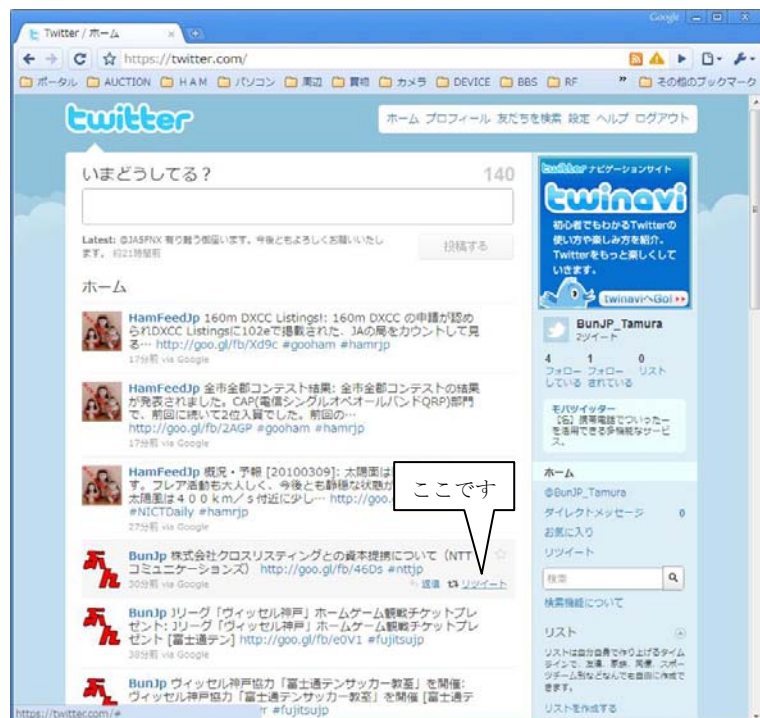 Google
Twitter / ホーム
https://twitter.com/
ポータル AUCTION HAM パソコン 周辺 買物 カメラ DEVICE BBS RF » その他のブックマーク
twitter
ホーム プロフィール 友だちを検索 設定 ヘルプ ログアウト
いまどうしてる？
140
Latest: @JA5FNX 有り難う御座います。今後ともよろしくお願いいたし
ます。 約21時間前
投稿する
ホーム
HamFeedJp 160m DXCC Listings!: 160m DXCC の申請が認め
られDXCC Listingsに102eで掲載された、JAの局をカウントして見
る… http://goo.gl/fb/Xd9c #gooham #hamrjp
17分前 via Google
HamFeedJp 全市全郡コンテスト結果: 全市全郡コンテストの結果
が発表されました。CAP(電信シングルオペオールバンドQRP)部門
で、前回に続いて2位入賞でした。前回の…
http://goo.gl/fb/2AGP #gooham #hamrjp
17分前 via Google
HamFeedJp 概況・予報 [20100309]: 太陽面は
す。フレア活動も大人しく、今後とも静穏な状態が
太陽風は４００ｋｍ／ｓ付近に少し… http://goo.
#NICTDaily #hamrjp
27分前 via Google
ここです
BunJp 株式会社クロスリスティングとの資本提携について（NTT
コミュニケーションズ） http://goo.gl/fb/46Ds #nttjp
30分前 via Google
返信 リツイート
BunJp Jリーグ「ヴィッセル神戸」ホームゲーム観戦チケットプレ
ゼント: Jリーグ「ヴィッセル神戸」ホームゲーム観戦チケットプレ
ゼント [富士通テン] http://goo.gl/fb/e0V1 #fujitsujp
38分前 via Google
BunJp ヴィッセル神戸協力「富士通テンサッカー教室」を開催:
ヴィッセル神戸協力「富士通テンサッカー教室」を開催 [富士通テ
#fujitsujp
https://twitter.com/#
twitter ナビゲーションサイト
twinavi
初心者でもわかるTwitterの
使い方や楽しみ方を紹介。
Twitterをもっと楽しくして
いきます。
twinaviへGo!
BunJP_Tamura
2ツイート
4 1 0
フォロー フォロー リスト
している されている
モバツイッター
（名）携帯電話でついったー
を活用できる多機能なサービ
ス。
ホーム
@BunJP_Tamura
ダイレクトメッセージ 0
お気に入り
リツイート
検索
検索機能について
リスト
リストは自分自身で作り上げるタイム
ラインで、友達、家族、同僚、スポー
ツチーム別などなんでも自由に作成で
きます。
リストを作成する